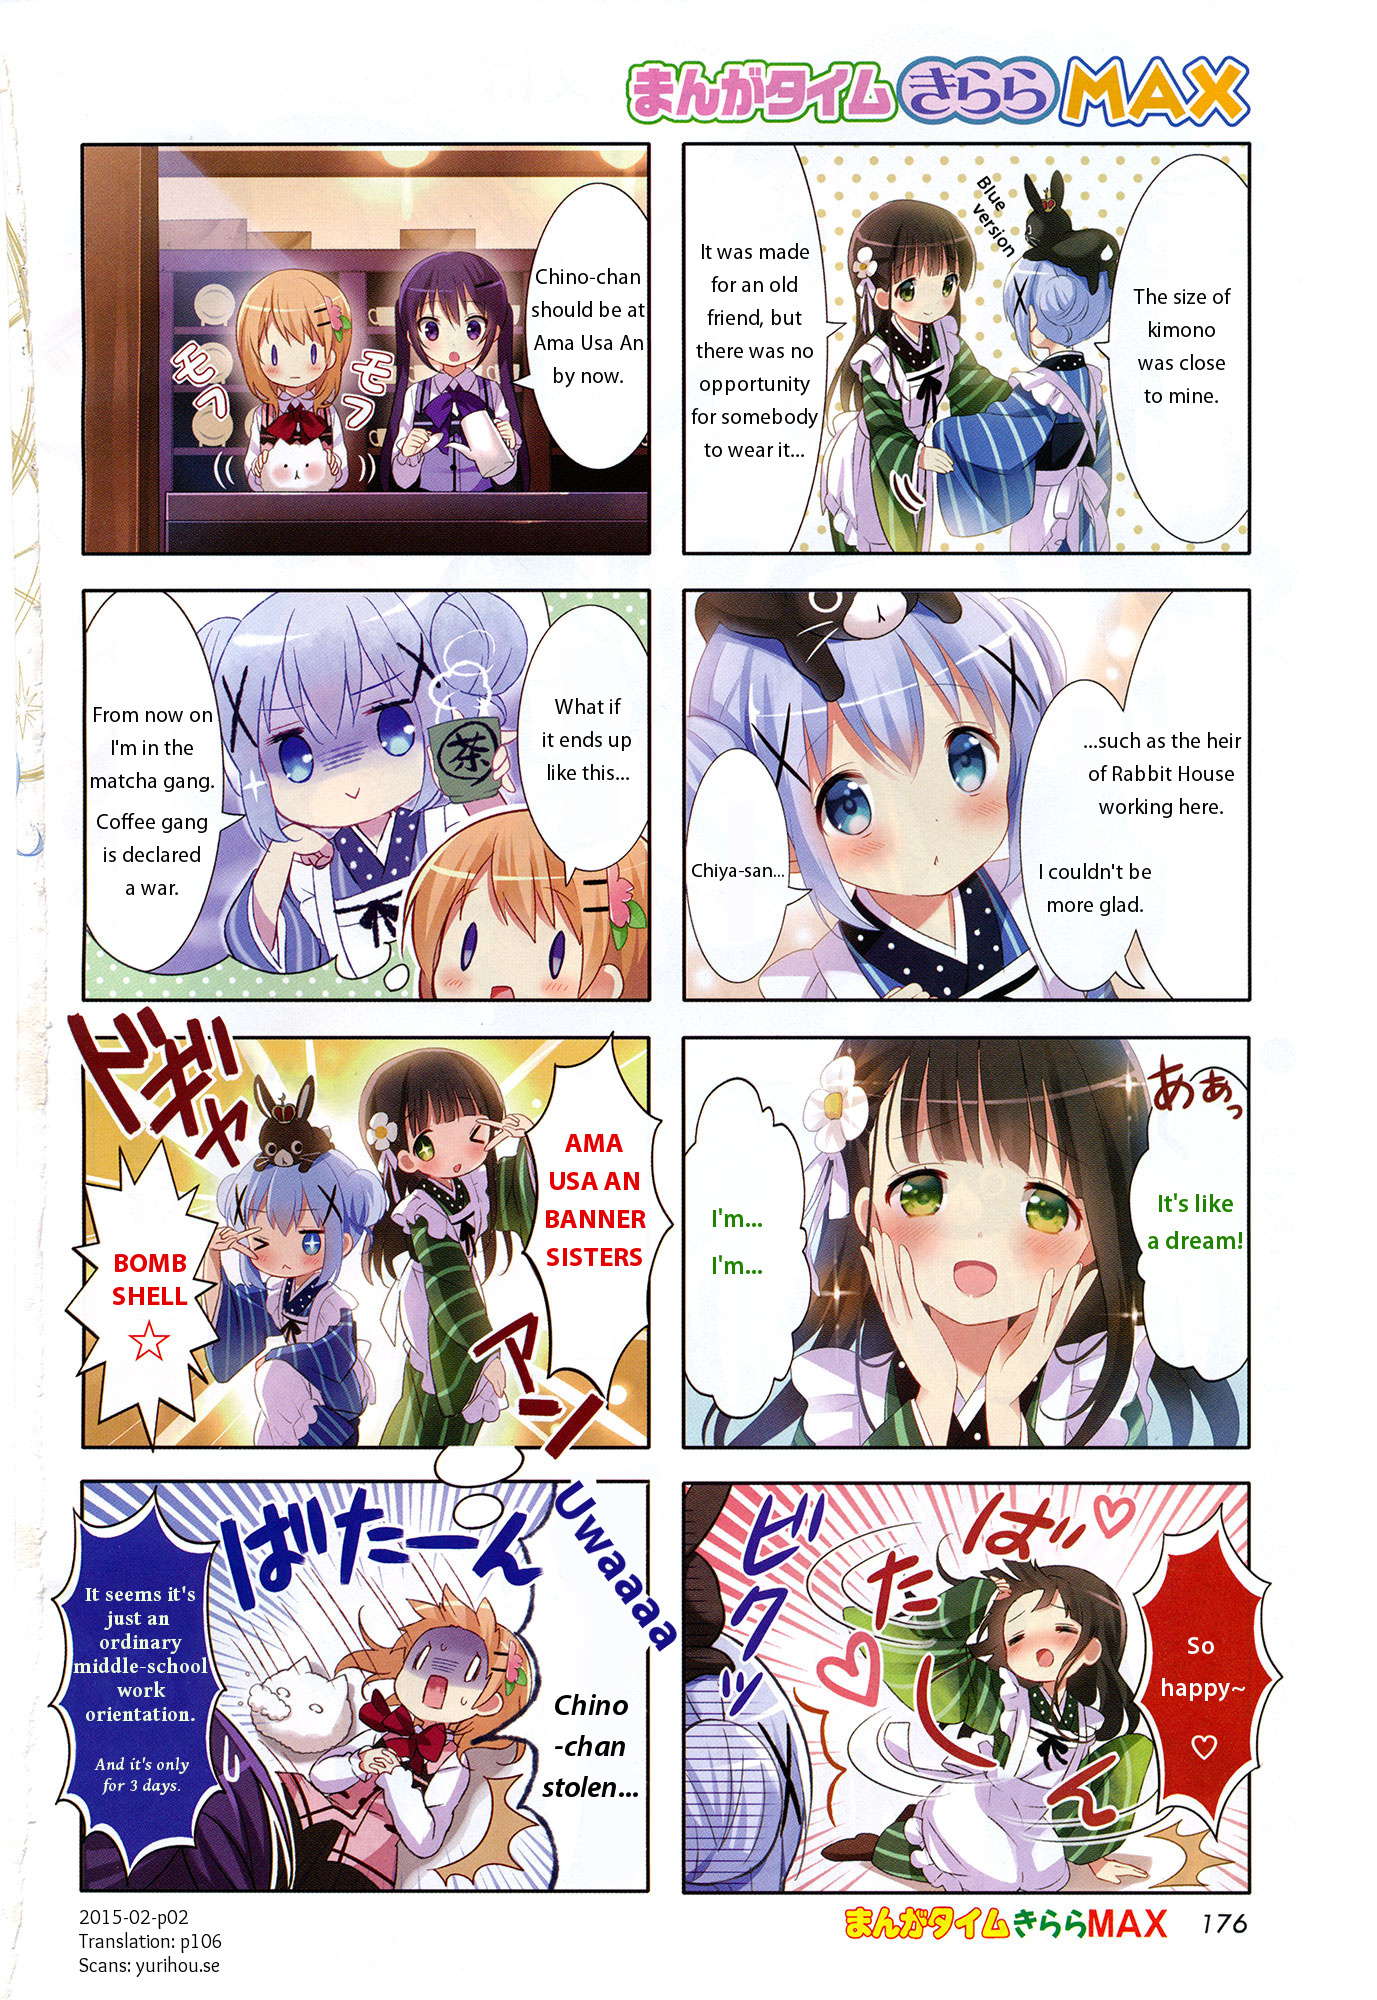 まんがタイムきららMAX
The size of
kimono
was close
to mine.
Blue
version
It was made
for an old
friend, but
there was no
opportunity
for somebody
to wear it...
...such as the heir
of Rabbit House
working here.
I couldn't be
more glad.
Chiya-san...
あぁっ
It's like
a dream!
I'm...
I'm...
So
happy~
♡
ばたーん
ビクッ
Chino-chan
should be at
Ama Usa An
by now.
モフ
モフ
What if
it ends up
like this...
茶
From now on
I'm in the
matcha gang.
Coffee gang
is declared
a war.
AMA
USA AN
BANNER
SISTERS
ドギャ
アーン
BOMB
SHELL
☆
Uwaaaa
Chino
-chan
stolen...
ばたーん
It seems it's
just an
ordinary
middle-school
work
orientation.
And it's only
for 3 days.
2015-02-p02
Translation: p106
Scans: yurihou.se
まんがタイムきららMAX 176